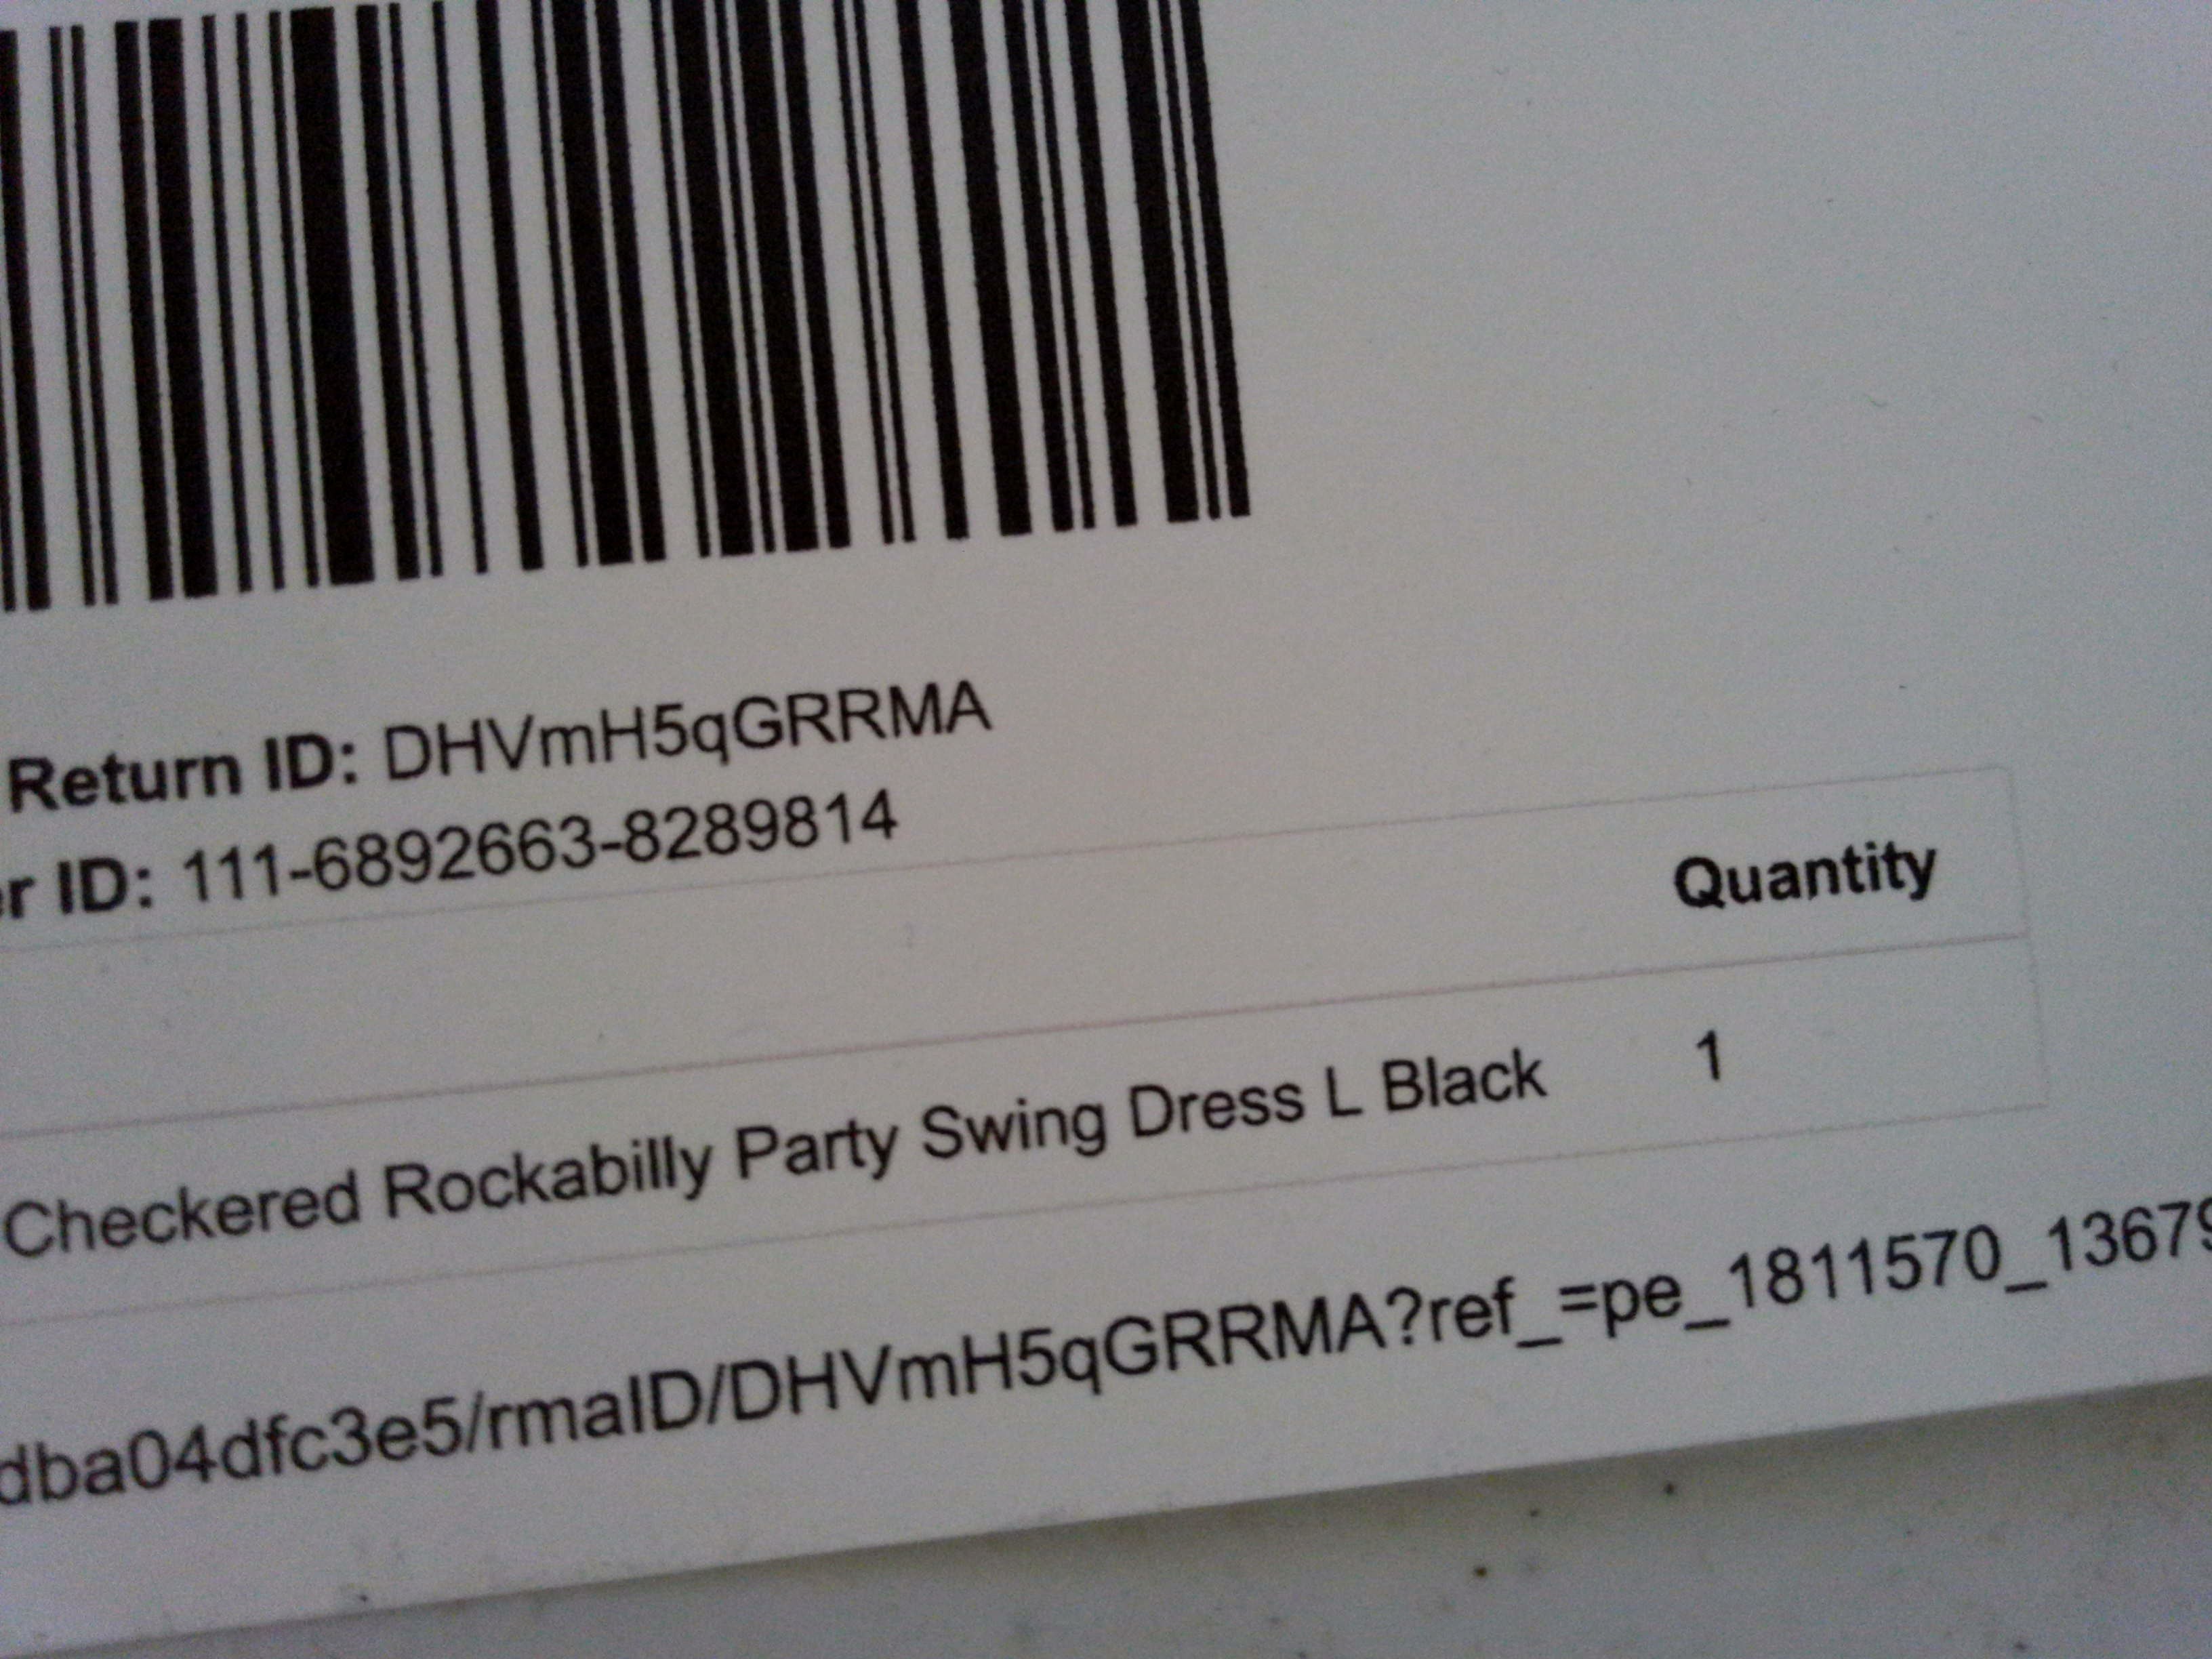 Return ID: DHVmH5qGRRMA
ID: 111-6892663-8289814
Quantity
Checkered Rockabilly Party Swing Dress L Black 1
dba04dfc3e5/rmaID/DHVmH5qGRRMA?ref_=pe_1811570_13679